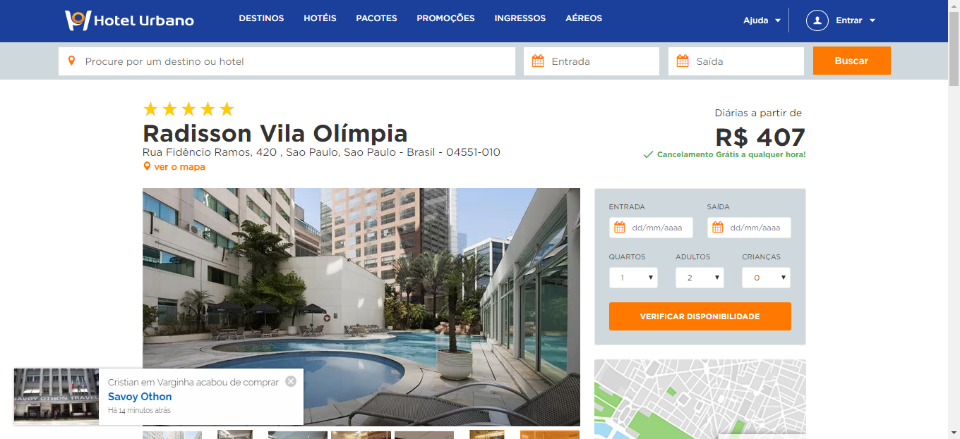 Hotel Urbano
DESTINOS HOTÉIS PACOTES PROMOÇÕES INGRESSOS AÉREOS
Ajuda Entrar
Procure por um destino ou hotel
Entrada
Saída
Buscar
Radisson Vila Olímpia
Rua Fidêncio Ramos, 420 , Sao Paulo, Sao Paulo - Brasil - 04551-010
ver o mapa
Diárias a partir de
R$ 407
Cancelamento Grátis a qualquer hora!
ENTRADA SAÍDA
dd/mm/aaaa dd/mm/aaaa
QUARTOS ADULTOS CRIANÇAS
1 2 0
VERIFICAR DISPONIBILIDADE
SAVOY OTHON TRAVEL
Cristian em Varginha acabou de comprar
Savoy Othon
Há 14 minutos atrás